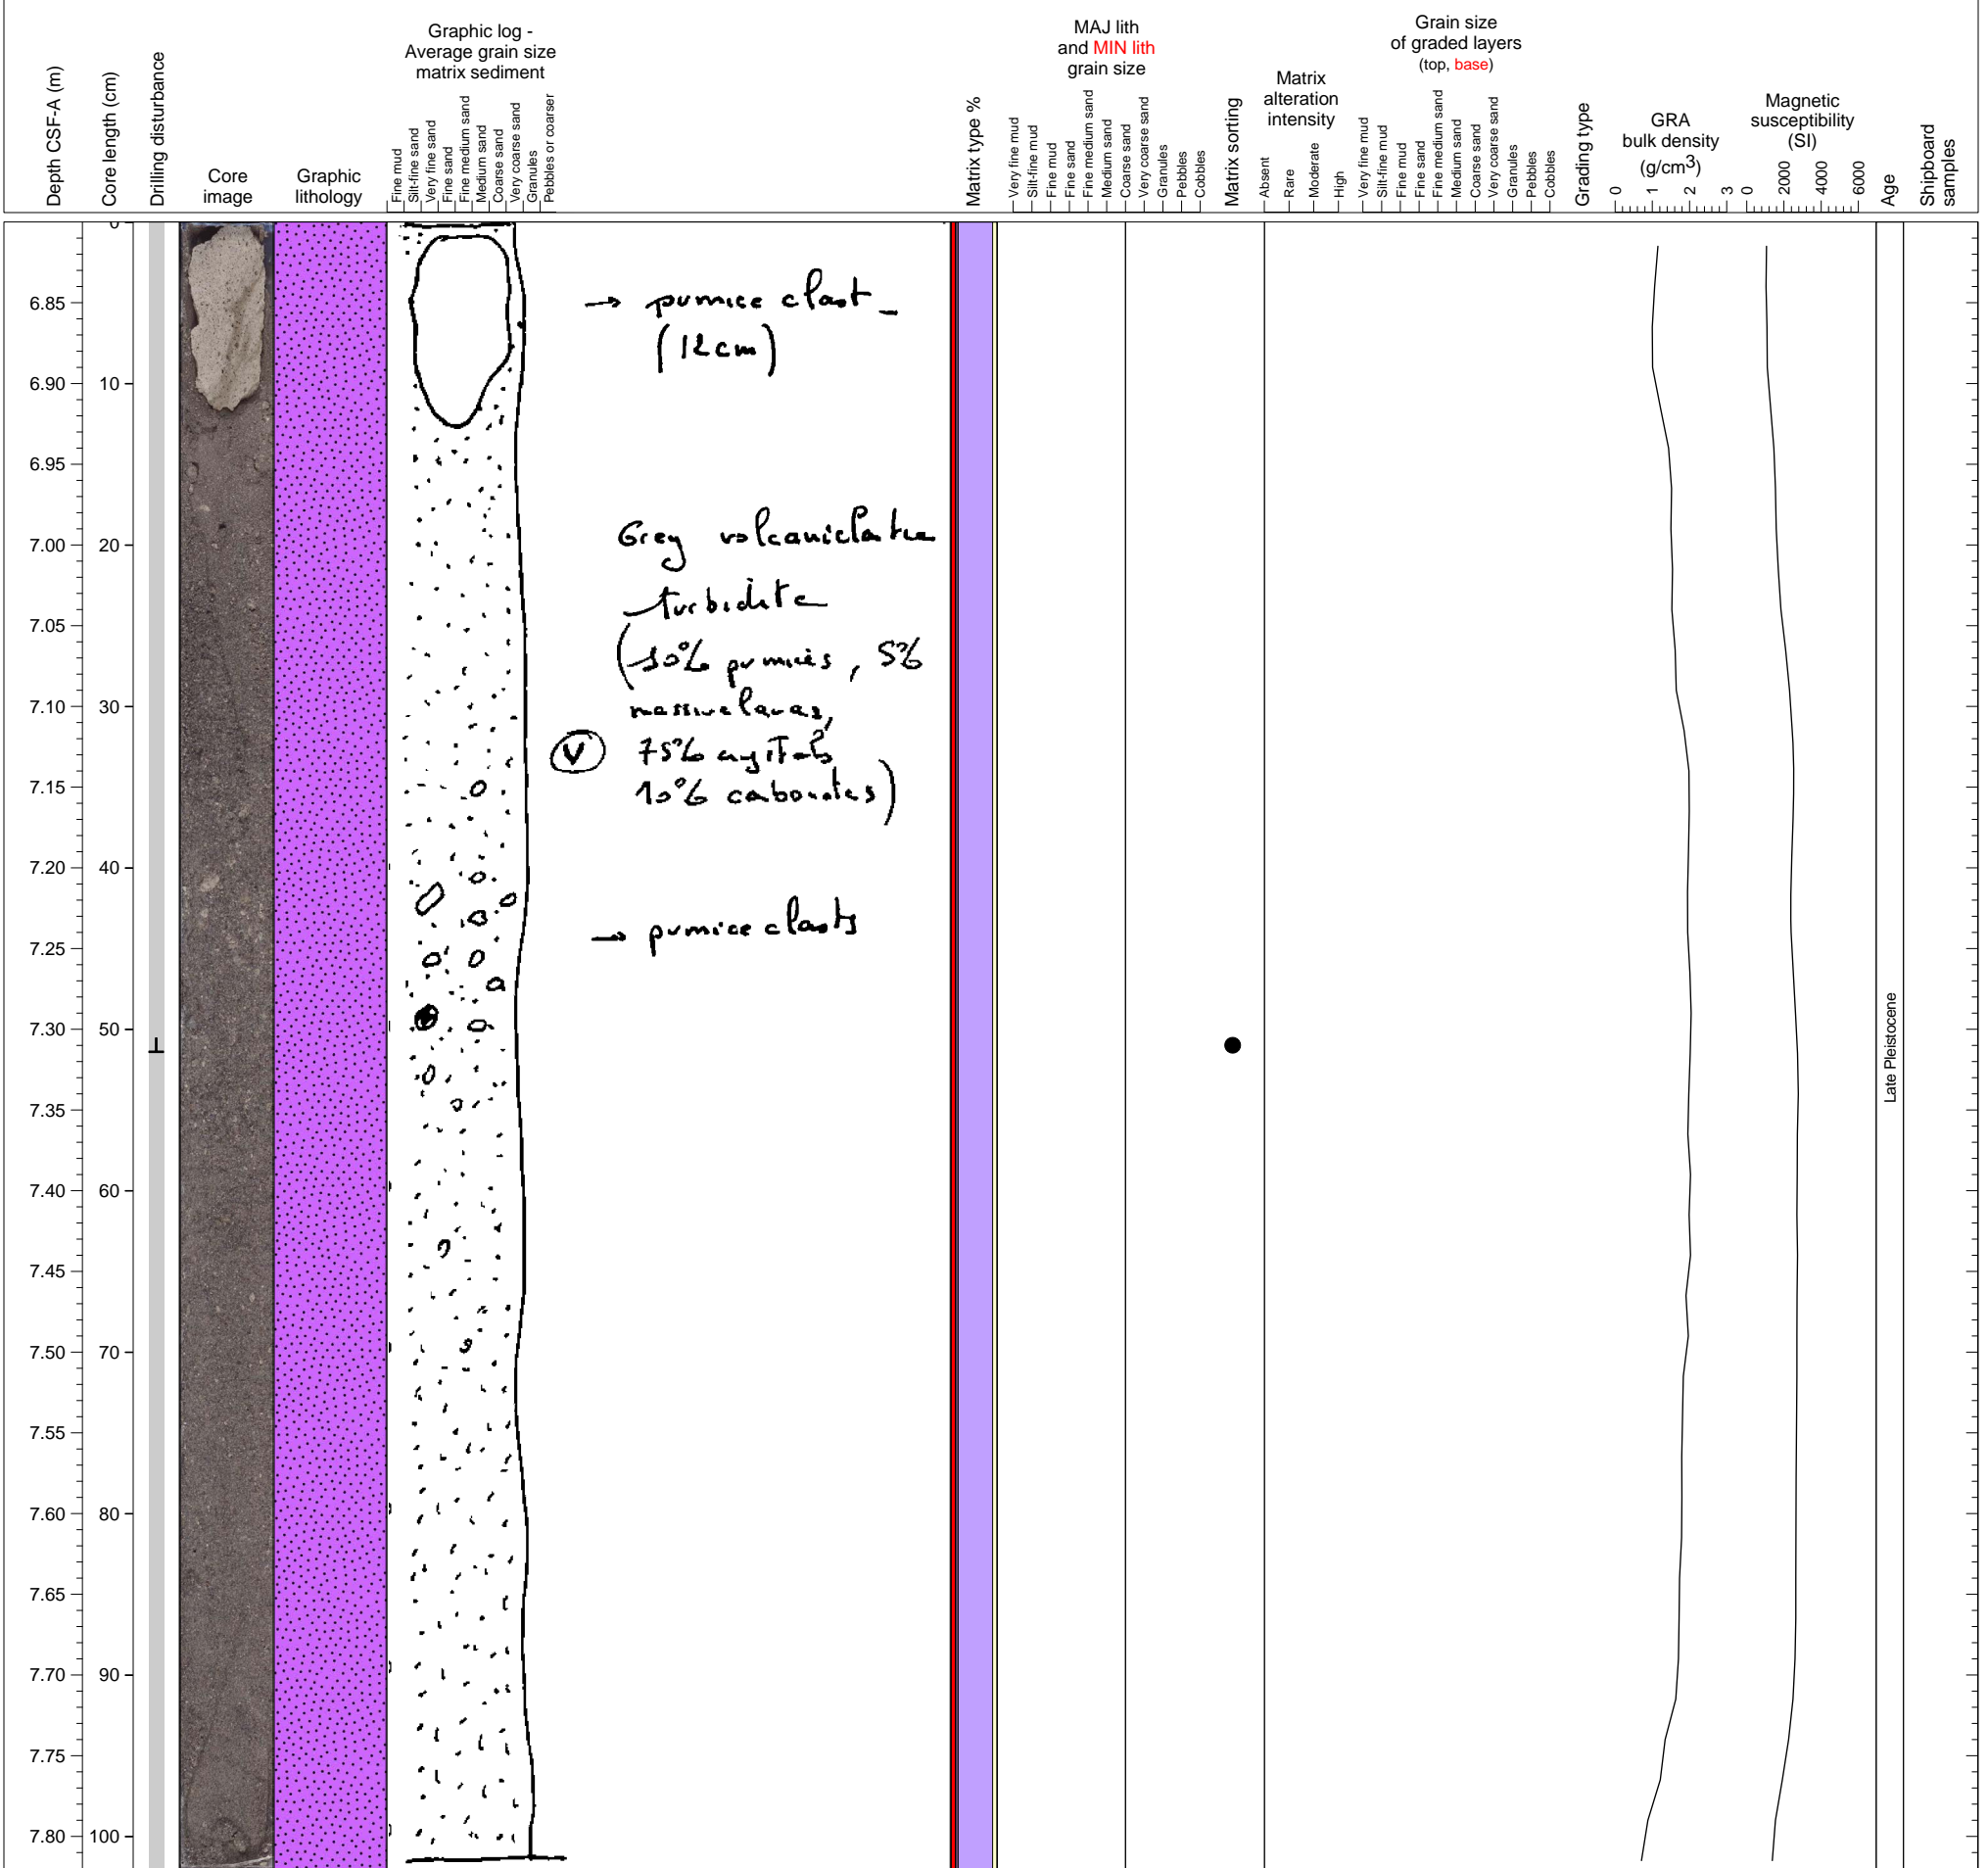 Graphic log -
Average grain size
matrix sediment
MAJ lith
and MIN lith
grain size
Grain size
of graded layers
(top, base)
Matrix
alteration
intensity
GRA
bulk density
(g/cm3)
Magnetic
susceptibility
(SI)
Depth CSF-A (m)
Core length (cm)
Drilling disturbance
Core
image
Graphic
lithology
Fine mud
Silt-fine sand
Very fine sand
Fine sand
Fine medium sand
Medium sand
Coarse sand
Very coarse sand
Granules
Pebbles or coarser
Matrix type %
Very fine mud
Silt-fine mud
Fine mud
Fine sand
Fine medium sand
Medium sand
Coarse sand
Very coarse sand
Granules
Pebbles
Cobbles
Matrix sorting
Absent
Rare
Moderate
High
Very fine mud
Silt-fine mud
Fine mud
Fine sand
Fine medium sand
Medium sand
Coarse sand
Very coarse sand
Granules
Pebbles
Cobbles
Grading type
0 1 2 3
0 2000 4000 6000
Age
Shipboard
samples
0
6.85
6.90 10
6.95
7.00 20
7.05
7.10 30
7.15
7.20 40
7.25
7.30 50
7.35
7.40 60
7.45
7.50 70
7.55
7.60 80
7.65
7.70 90
7.75
7.80 100
→ pumice clast
(12cm)
Grey volcaniclastic
turbidite
(10% pumices, 5%
massive lavas,
V 75%
10% carbonates)
→ pumice clasts
Late Pleistocene